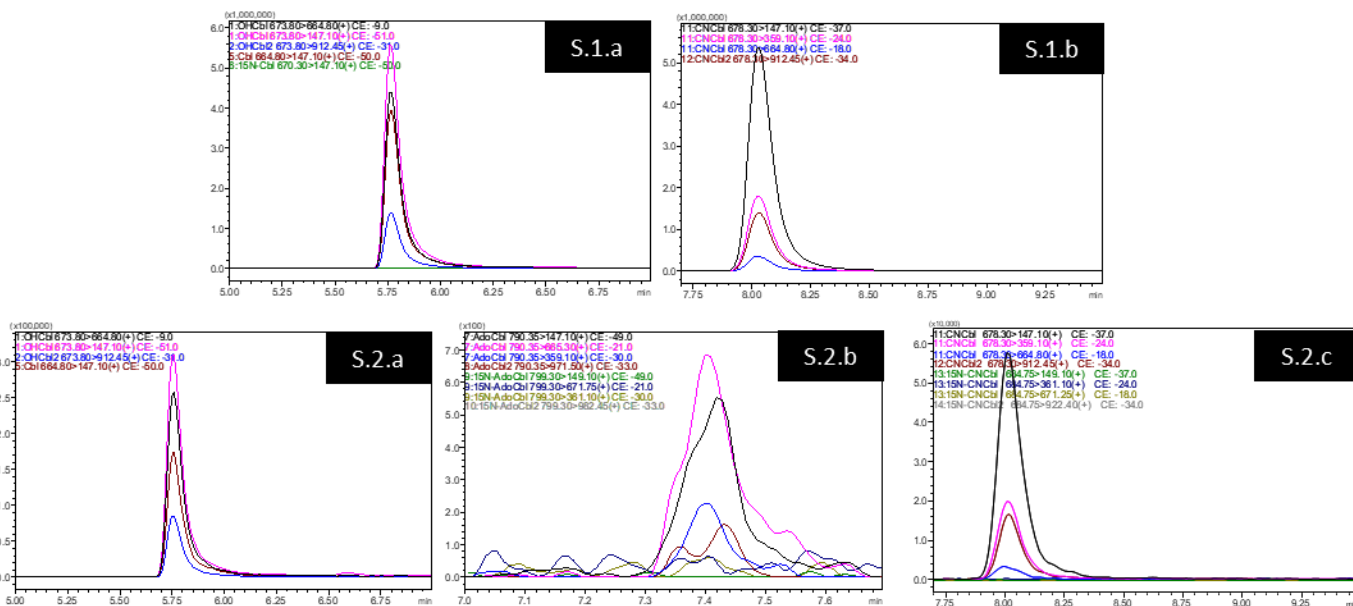 (x1,000,000)
1:OHCbl 673.80>664.80(+) CE: -9.0
1:OHCbl 673.80>147.10(+) CE: -51.0
2:OHCbl2 673.80>912.45(+) CE: -31.0
5:Cbl 664.80>147.10(+) CE: -50.0
6:15N-Cbl 670.30>147.10(+) CE: -50.0
S.1.a
6.0
5.0
4.0
3.0
2.0
1.0
0.0
5.00 5.25 5.50 5.75 6.00 6.25 6.50 6.75 min
(x1,000,000)
11:CNCbl 678.30>147.10(+) CE: -37.0
11:CNCbl 678.30>359.10(+) CE: -24.0
11:CNCbl 678.30>664.80(+) CE: -18.0
12:CNCbl2 678.30>912.45(+) CE: -34.0
S.1.b
5.0
4.0
3.0
2.0
1.0
0.0
7.75 8.00 8.25 8.50 8.75 9.00 9.25 min
(x100,000)
1:OHCbl 673.80>664.80(+) CE: -9.0
1:OHCbl 673.80>147.10(+) CE: -51.0
2:OHCbl2 673.80>912.45(+) CE: -31.0
5:Cbl 664.80>147.10(+) CE: -50.0
S.2.a
5.00 5.25 5.50 5.75 6.00 6.25 6.50 6.75 min
(x100)
7:AdoCbl 790.35>147.10(+) CE: -49.0
7:AdoCbl 790.35>665.30(+) CE: -21.0
7:AdoCbl 790.35>359.10(+) CE: -30.0
8:AdoCbl2 790.35>971.50(+) CE: -33.0
9:15N-AdoCbl 799.30>149.10(+) CE: -49.0
9:15N-AdoCbl 799.30>671.75(+) CE: -21.0
9:15N-AdoCbl 799.30>361.10(+) CE: -30.0
10:15N-AdoCbl2 799.30>982.45(+) CE: -33.0
S.2.b
7.0
6.0
5.0
4.0
3.0
2.0
1.0
0.0
7.0 7.1 7.2 7.3 7.4 7.5 7.6 min
(x10,000)
11:CNCbl 678.30>147.10(+) CE: -37.0
11:CNCbl 678.30>359.10(+) CE: -24.0
11:CNCbl 678.30>664.80(+) CE: -18.0
12:CNCbl2 678.30>912.45(+) CE: -34.0
13:15N-CNCbl 684.75>149.10(+) CE: -37.0
13:15N-CNCbl 684.75>361.10(+) CE: -24.0
13:15N-CNCbl 684.75>671.25(+) CE: -18.0
14:15N-CNCbl2 684.75>922.40(+) CE: -34.0
S.2.c
6.0
5.0
4.0
3.0
2.0
1.0
0.0
7.75 8.00 8.25 8.50 8.75 9.00 9.25 min